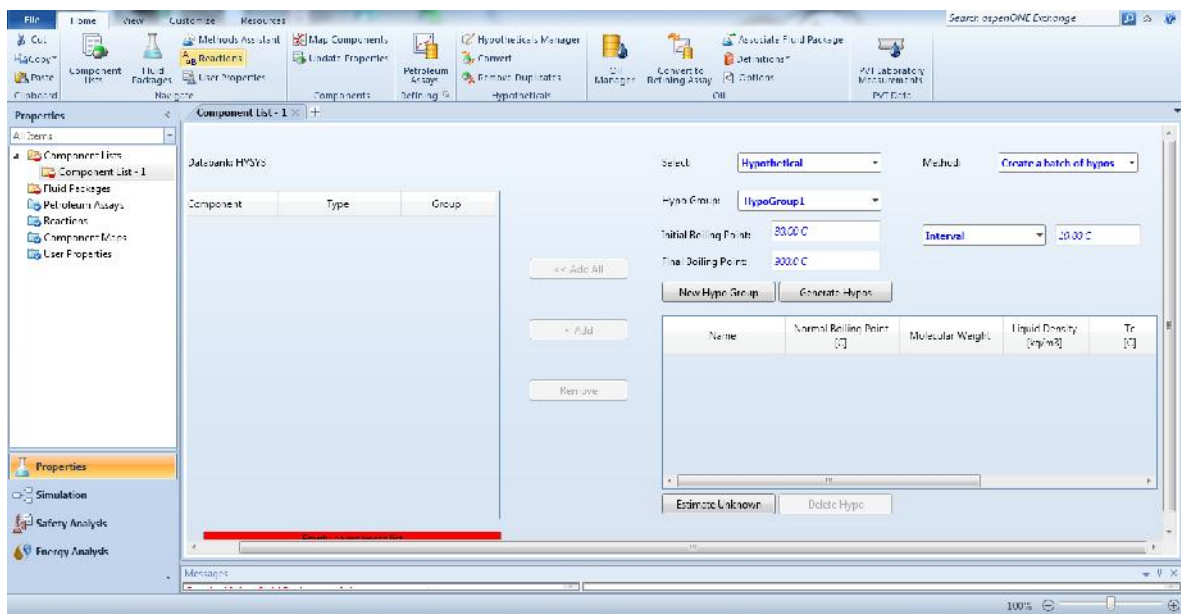 File Home View Customize Resources Search aspenONE Exchange
Cut
Copy
Paste
Clipboard
Component Lists
Fluid Packages
Methods Assistant
Reactions
User Properties
Navigate
Map Components
Update Properties
Components
Petroleum Assays
Refining
Hypotheticals Manager
Convert
Remove Duplicates
Hypotheticals
Oil Manager
Convert to Refining Assay
Associate Fluid Package
Definitions
Options
Oil
PVT Laboratory Measurements
PVT Data
Properties <
All Items
Component Lists
Component List - 1
Fluid Packages
Petroleum Assays
Reactions
Component Maps
User Properties
Properties
Simulation
Safety Analysis
Energy Analysis
Component List - 1 × +
Databank: HYSYS
Component Type Group
<< Add All
< Add
Remove
Select: Hypothetical Method: Create a batch of hypos
Hypo Group: HypoGroup1
Initial Boiling Point: 30.00 C Interval 10.00 C
Final Boiling Point: 900.0 C
New Hypo Group Generate Hypos
Name Normal Boiling Point [C] Molecular Weight Liquid Density [kg/m3] Tc [C]
Estimate Unknown Delete Hypo
Empty component list
Messages
100%